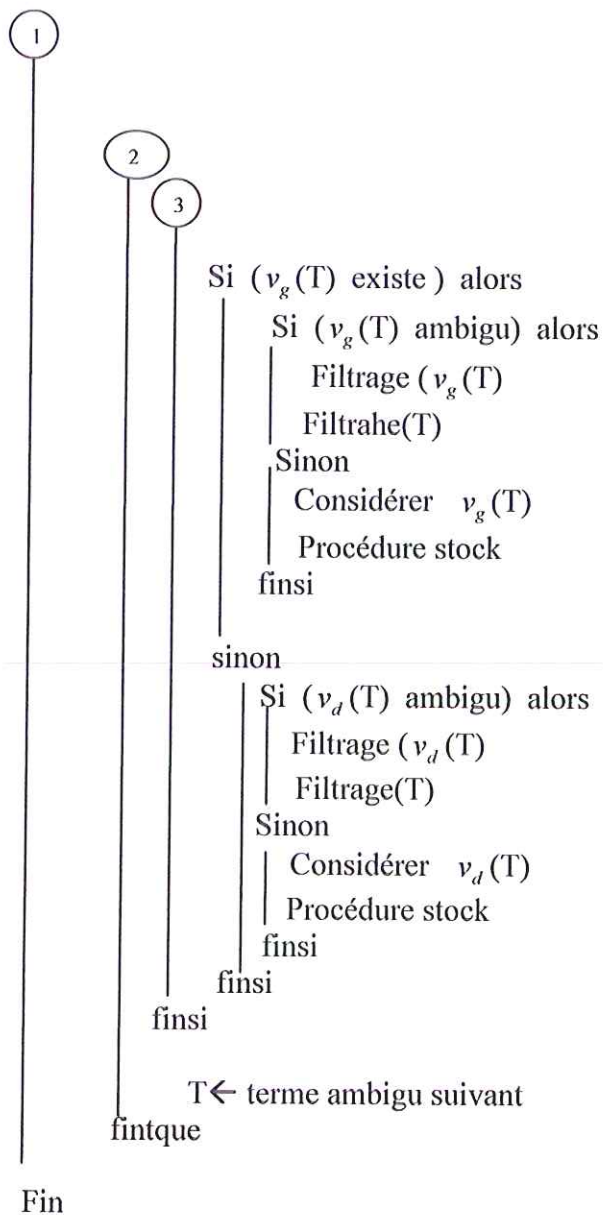 1
2
3
Si (v_g(T) existe) alors
Si (v_g(T) ambigu) alors
Filtrage (v_g(T)
Filtrahe(T)
Sinon
Considérer v_g(T)
Procédure stock
finsi
sinon
Si (v_d(T) ambigu) alors
Filtrage (v_d(T)
Filtrage(T)
Sinon
Considérer v_d(T)
Procédure stock
finsi
finsi
finsi
T← terme ambigu suivant
fintque
Fin